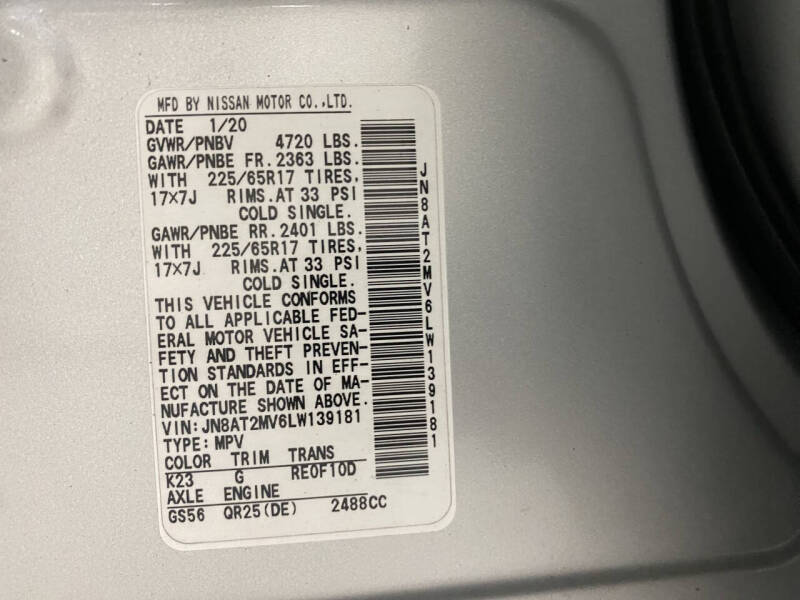 MFD BY NISSAN MOTOR CO.,LTD.
DATE 1/20
GVWR/PNBV 4720 LBS.
GAWR/PNBE FR. 2363 LBS.
WITH 225/65R17 TIRES,
17×7J RIMS.AT 33 PSI
COLD SINGLE.
GAWR/PNBE RR. 2401 LBS.
WITH 225/65R17 TIRES,
17×7J RIMS.AT 33 PSI
COLD SINGLE.
THIS VEHICLE CONFORMS
TO ALL APPLICABLE FED-
ERAL MOTOR VEHICLE SA-
FETY AND THEFT PREVEN-
TION STANDARDS IN EFF-
ECT ON THE DATE OF MA-
NUFACTURE SHOWN ABOVE.
VIN:JN8AT2MV6LW139181
TYPE:MPV
COLOR TRIM TRANS
K23 G RE0F10D
AXLE ENGINE
GS56 QR25(DE) 2488CC
JN8AT2MV6LW139181